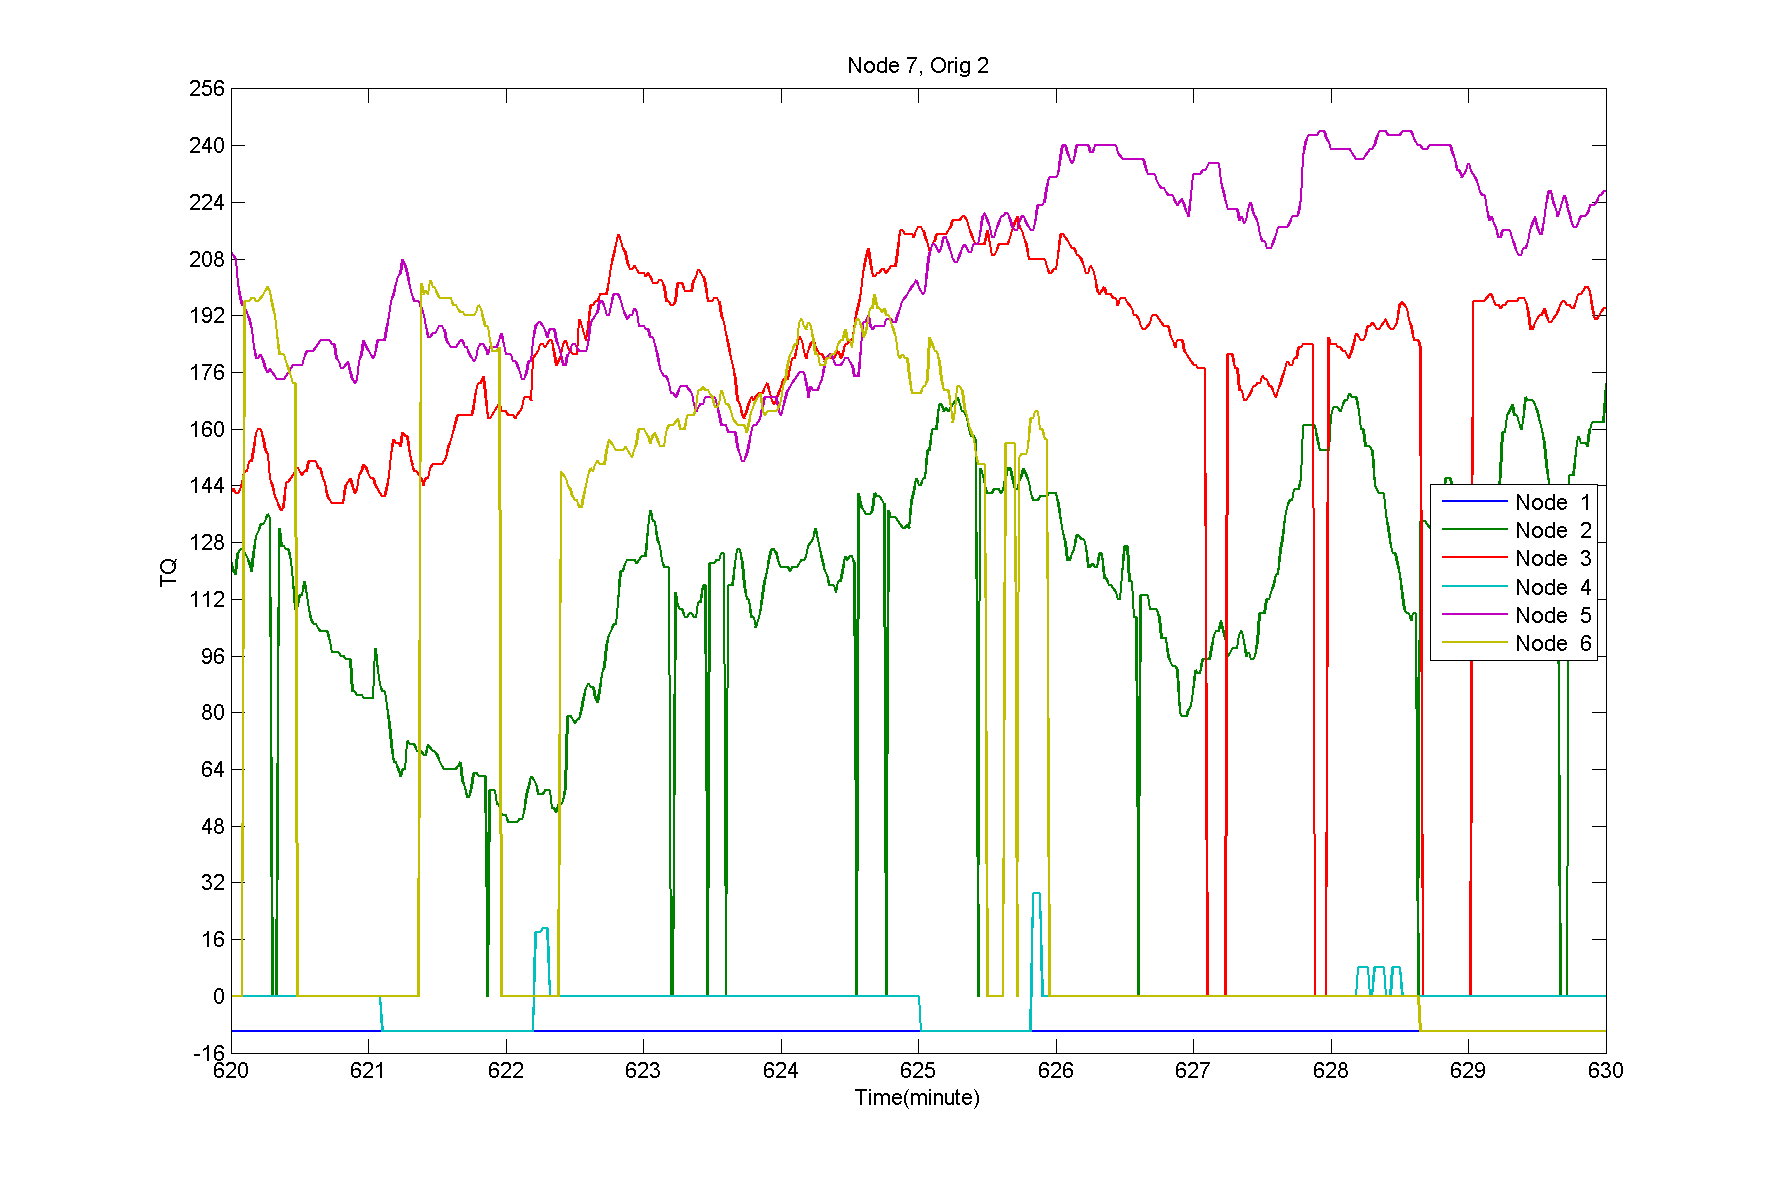 Node 7, Orig 2
256
240
224
208
192
176
160
144
128
112
96
80
64
48
32
16
0
-16
TQ
Node 1
Node 2
Node 3
Node 4
Node 5
Node 6
620 621 622 623 624 625 626 627 628 629 630
Time(minute)